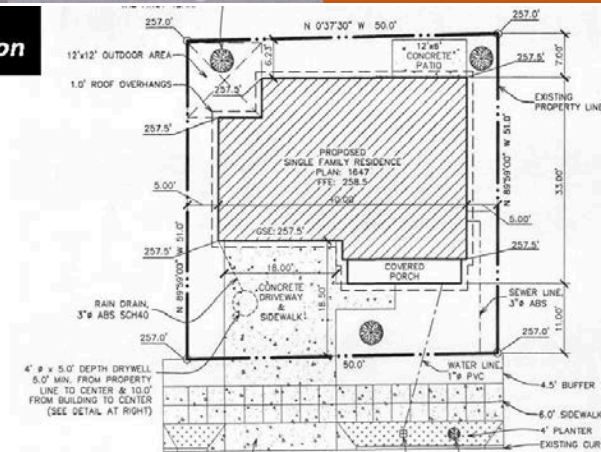 on
N 0'37'30" W 50.0'
257.0'
257.0'
12'x12' OUTDOOR AREA
6.23'
12'x6'
CONCRETE
PATIO
257.5'
7.00'
1.0' ROOF OVERHANGS
257.5'
EXISTING
PROPERTY LINE
257.5'
PROPOSED
SINGLE FAMILY RESIDENCE
PLAN: 1647
FFE: 258.5
N 89'59'00" W 51.0'
33.00'
5.00'
40.00'
5.00'
N 89'59'00" W 51.0'
257.5'
GSE: 257.5'
257.5'
18.00'
COVERED
PORCH
RAIN DRAIN,
3"ø ABS SCH40
CONCRETE
DRIVEWAY
&
SIDEWALK
18.50'
SEWER LINE,
3"ø ABS
11.00'
257.0'
257.0'
50.0'
4' ø x 5.0' DEPTH DRYWELL
5.0' MIN. FROM PROPERTY
LINE TO CENTER & 10.0'
FROM BUILDING TO CENTER
(SEE DETAIL AT RIGHT)
WATER LINE,
1"ø PVC
4.5' BUFFER
6.0' SIDEWALK
4' PLANTER
EXISTING CUR